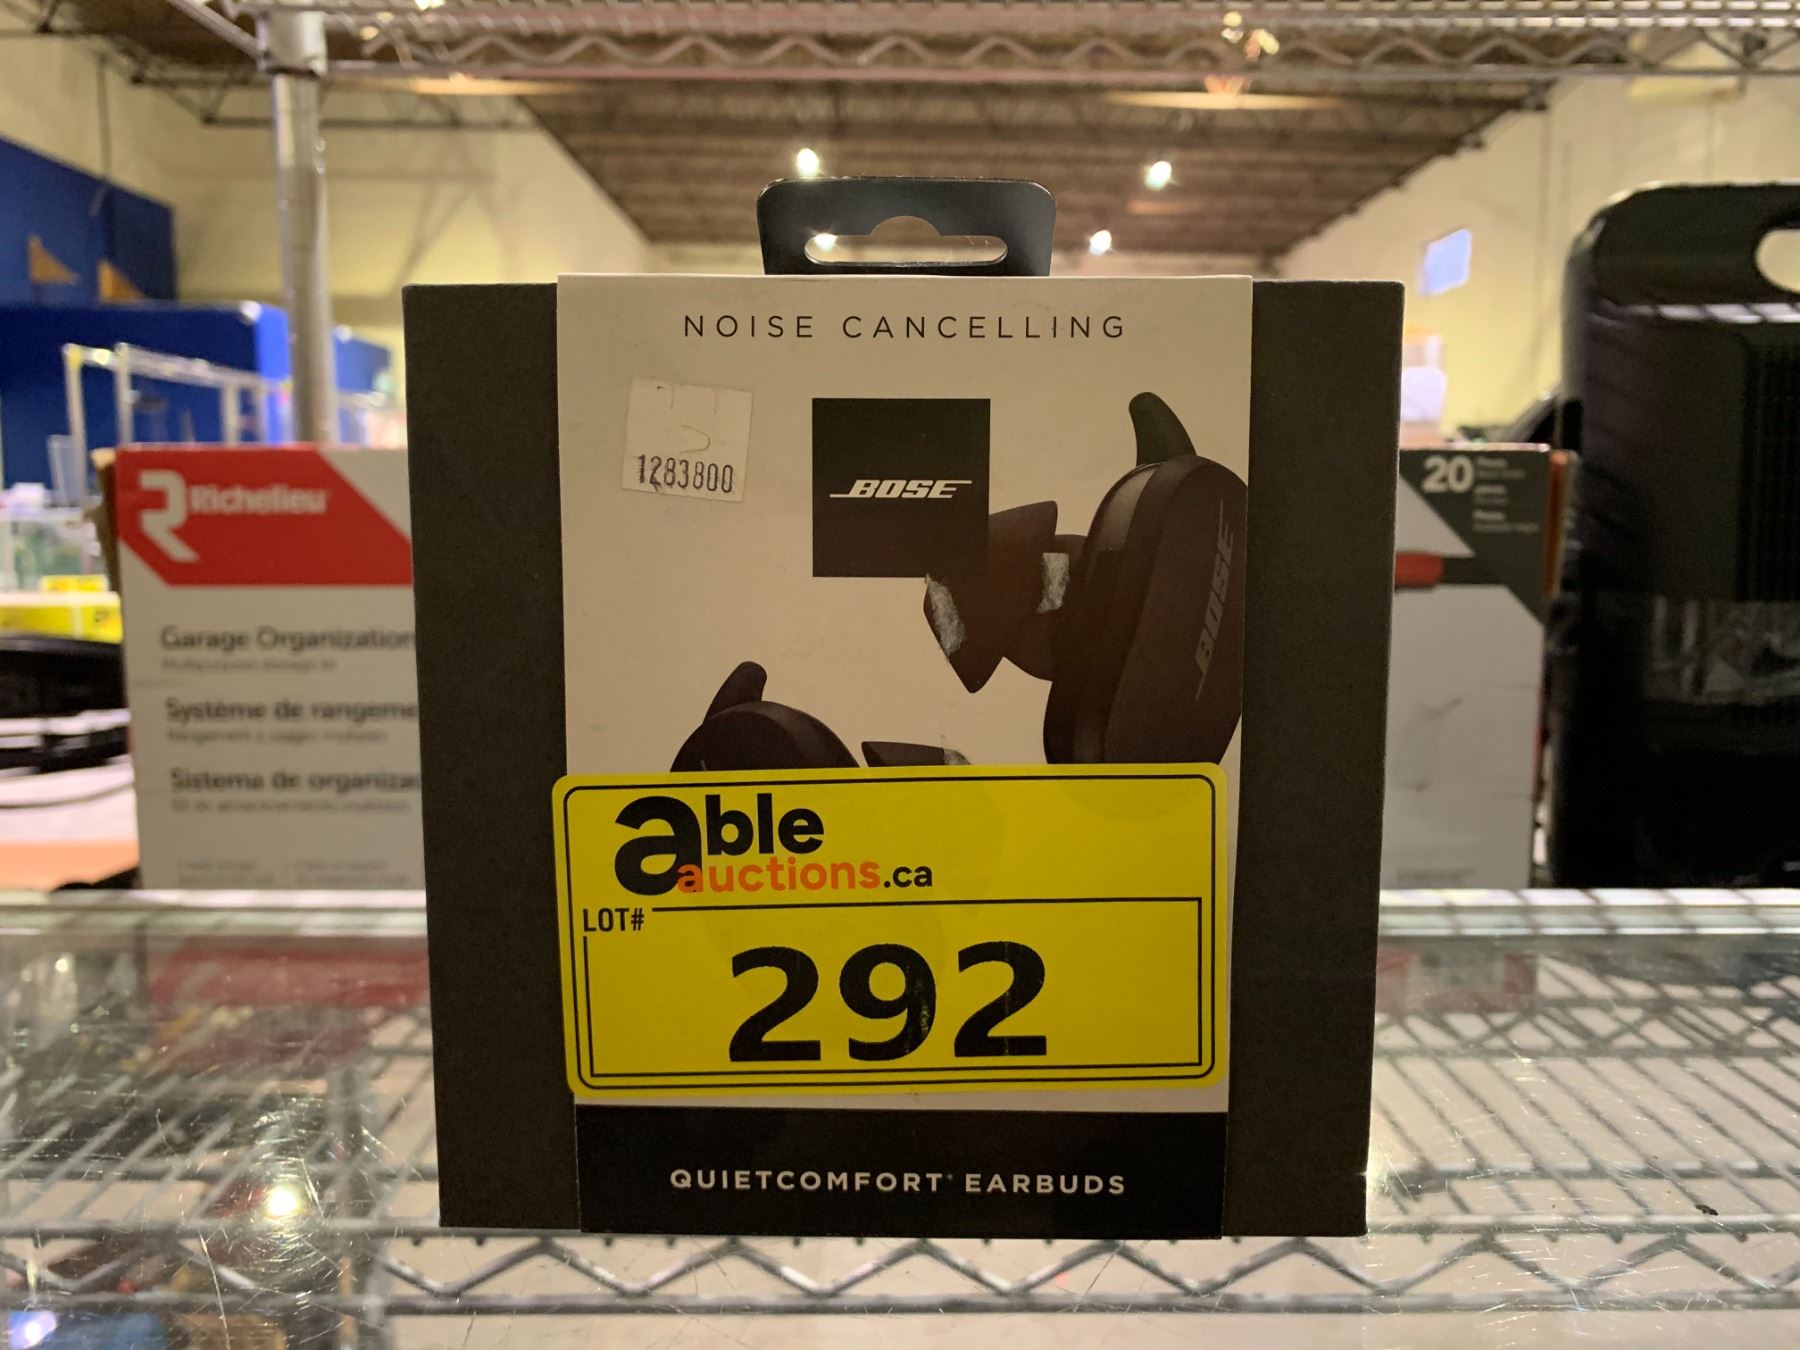 NOISE CANCELLING
1283800
BOSE
BOSE
able
auctions.ca
LOT#
292
QUIETCOMFORT EARBUDS
Richelieu
Garage Organization
Système de rangeme
Sistema de organizac
20